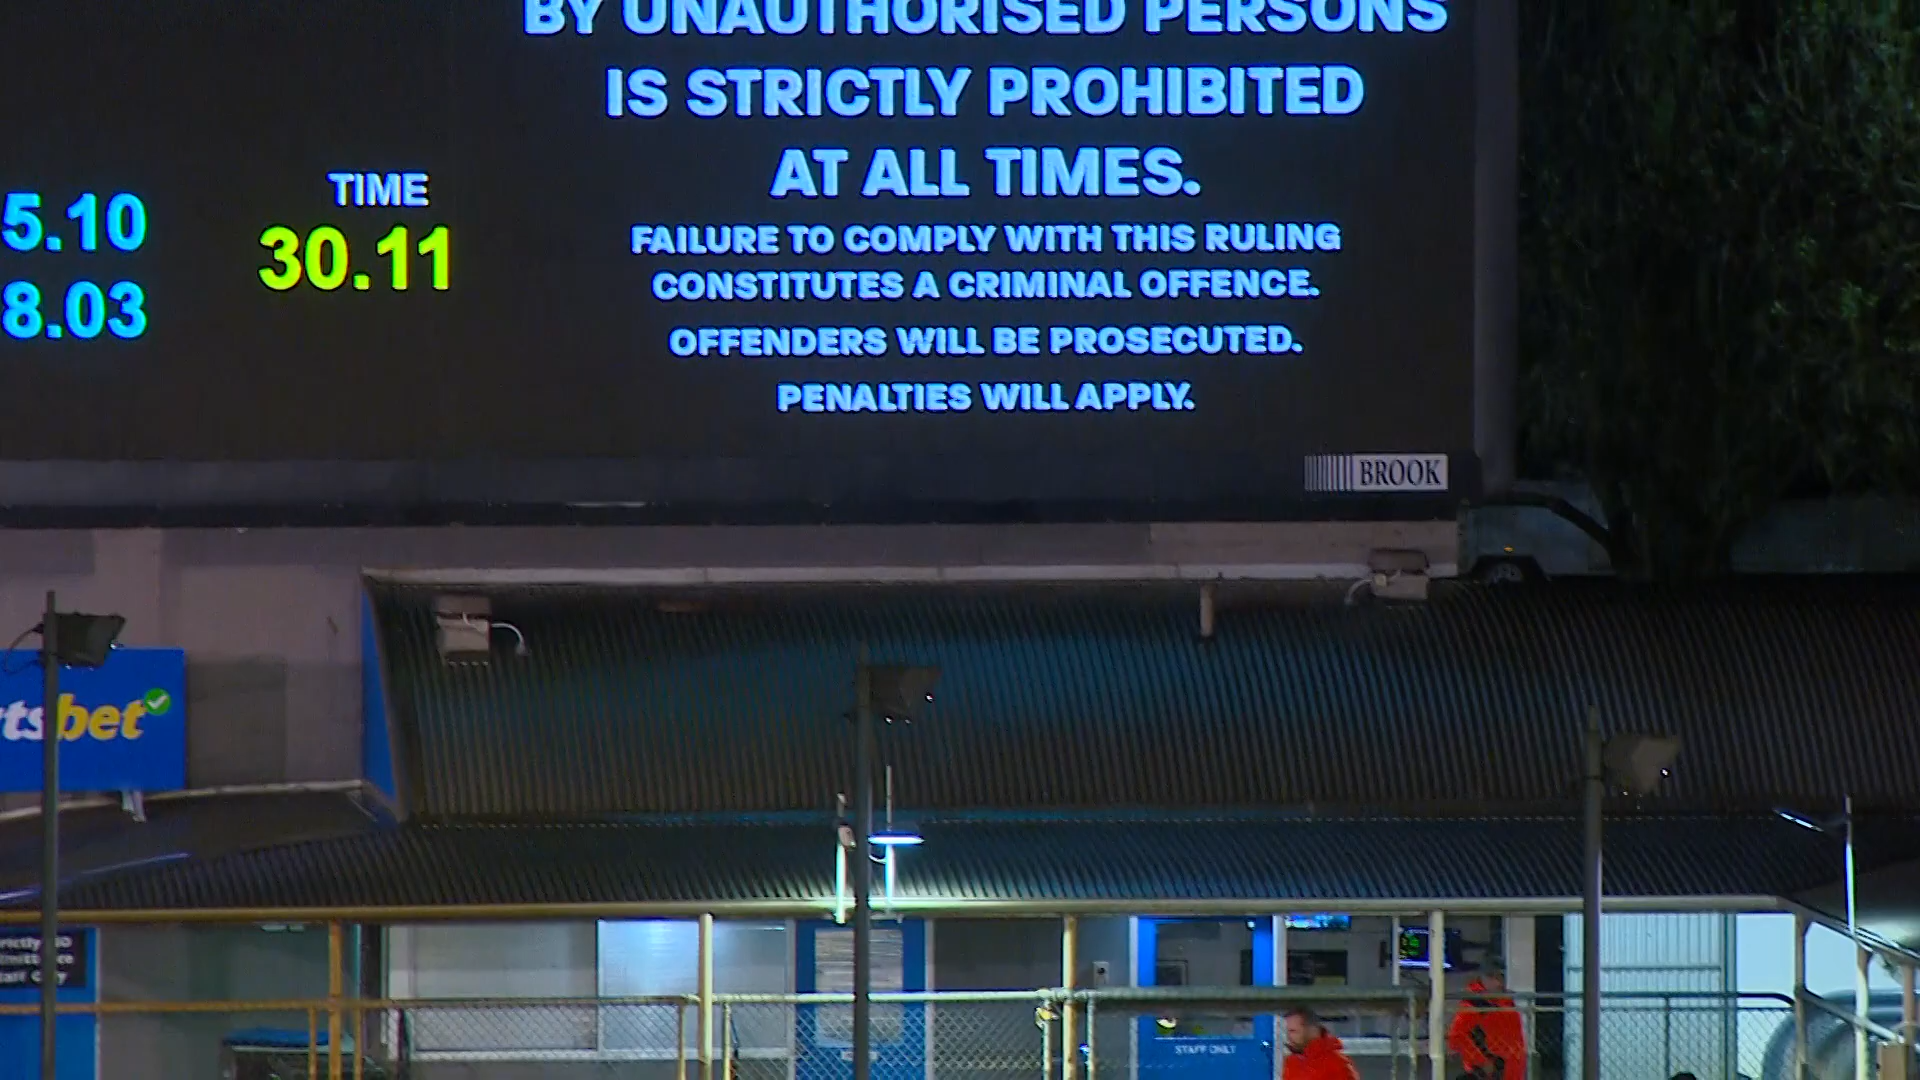 BY UNAUTHORISED PERSONS
IS STRICTLY PROHIBITED
AT ALL TIMES.
FAILURE TO COMPLY WITH THIS RULING
CONSTITUTES A CRIMINAL OFFENCE.
OFFENDERS WILL BE PROSECUTED.
PENALTIES WILL APPLY.
TIME
5.10
30.11
8.03
BROOK
tsbet
STAFF ONLY